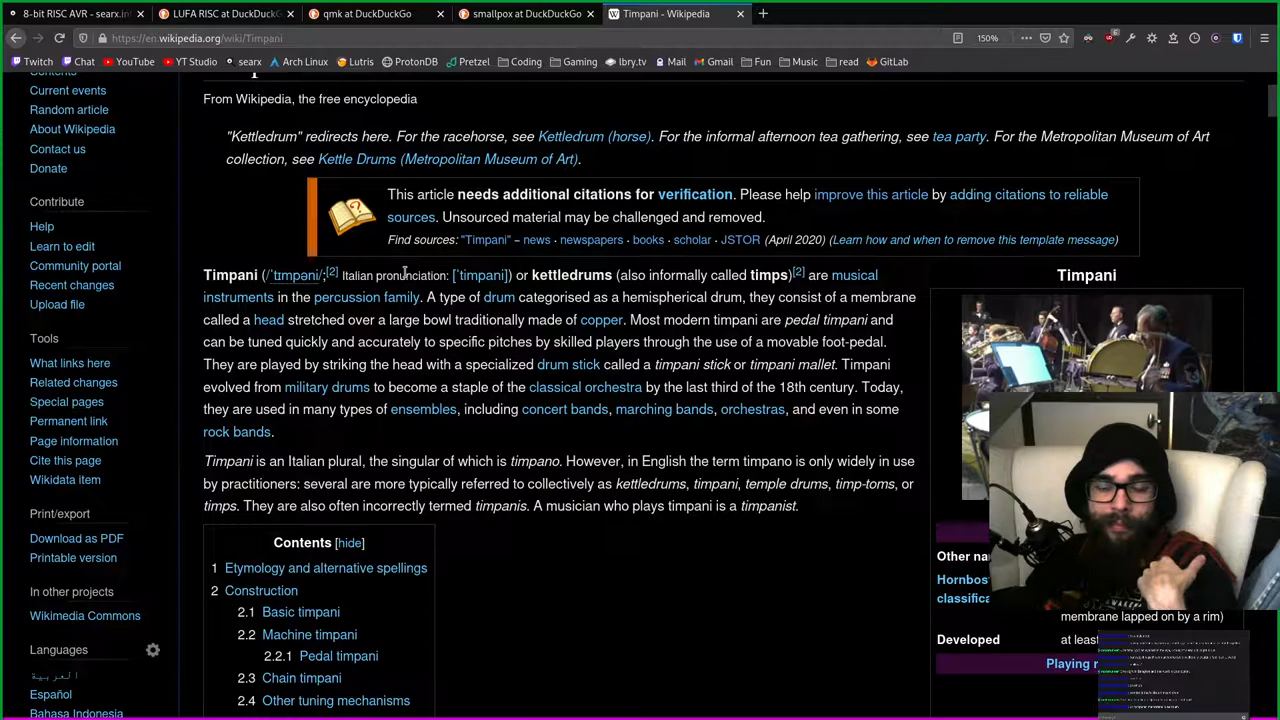 8-bit RISC AVR - searx.inf
LUFA RISC at DuckDuckG
qmk at DuckDuckGo
smallpox at DuckDuckGo
Timpani - Wikipedia
https://en.wikipedia.org/wiki/Timpani
150%
Twitch Chat YouTube YT Studio searx Arch Linux Lutris ProtonDB Pretzel Coding Gaming lbry.tv Mail Gmail Fun Music read GitLab
Contents
Current events
Random article
About Wikipedia
Contact us
Donate
Contribute
Help
Learn to edit
Community portal
Recent changes
Upload file
Tools
What links here
Related changes
Special pages
Permanent link
Page information
Cite this page
Wikidata item
Print/export
Download as PDF
Printable version
In other projects
Wikimedia Commons
Languages
العربية
Español
Bahasa Indonesia
From Wikipedia, the free encyclopedia
"Kettledrum" redirects here. For the racehorse, see Kettledrum (horse). For the informal afternoon tea gathering, see tea party. For the Metropolitan Museum of Art
collection, see Kettle Drums (Metropolitan Museum of Art).
This article needs additional citations for verification. Please help improve this article by adding citations to reliable
sources. Unsourced material may be challenged and removed.
Find sources: "Timpani" – news · newspapers · books · scholar · JSTOR (April 2020) (Learn how and when to remove this template message)
Timpani (/ˈtɪmpəni/;[2] Italian pronunciation: [ˈtimpani]) or kettledrums (also informally called timps)[2] are musical
instruments in the percussion family. A type of drum categorised as a hemispherical drum, they consist of a membrane
called a head stretched over a large bowl traditionally made of copper. Most modern timpani are pedal timpani and
can be tuned quickly and accurately to specific pitches by skilled players through the use of a movable foot-pedal.
They are played by striking the head with a specialized drum stick called a timpani stick or timpani mallet. Timpani
evolved from military drums to become a staple of the classical orchestra by the last third of the 18th century. Today,
they are used in many types of ensembles, including concert bands, marching bands, orchestras, and even in some
rock bands.
Timpani is an Italian plural, the singular of which is timpano. However, in English the term timpano is only widely in use
by practitioners: several are more typically referred to collectively as kettledrums, timpani, temple drums, timp-toms, or
timps. They are also often incorrectly termed timpanis. A musician who plays timpani is a timpanist.
Contents [hide]
1 Etymology and alternative spellings
2 Construction
2.1 Basic timpani
2.2 Machine timpani
2.2.1 Pedal timpani
2.3 Chain timpani
2.4 Other tuning mechanisms
Timpani
Other na
Hornbos
classifica
membrane lapped on by a rim)
Developed at leas
Playing r